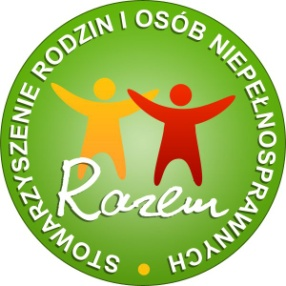 STOWARZYSZENIE RODZIN I OSÓB NIEPEŁNOSPRAWNYCH
Razem